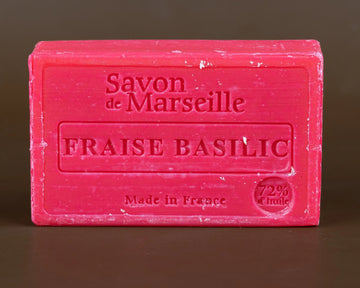 Savon
de Marseille
FRAISE BASILIC
72%
d'huile
Made in France